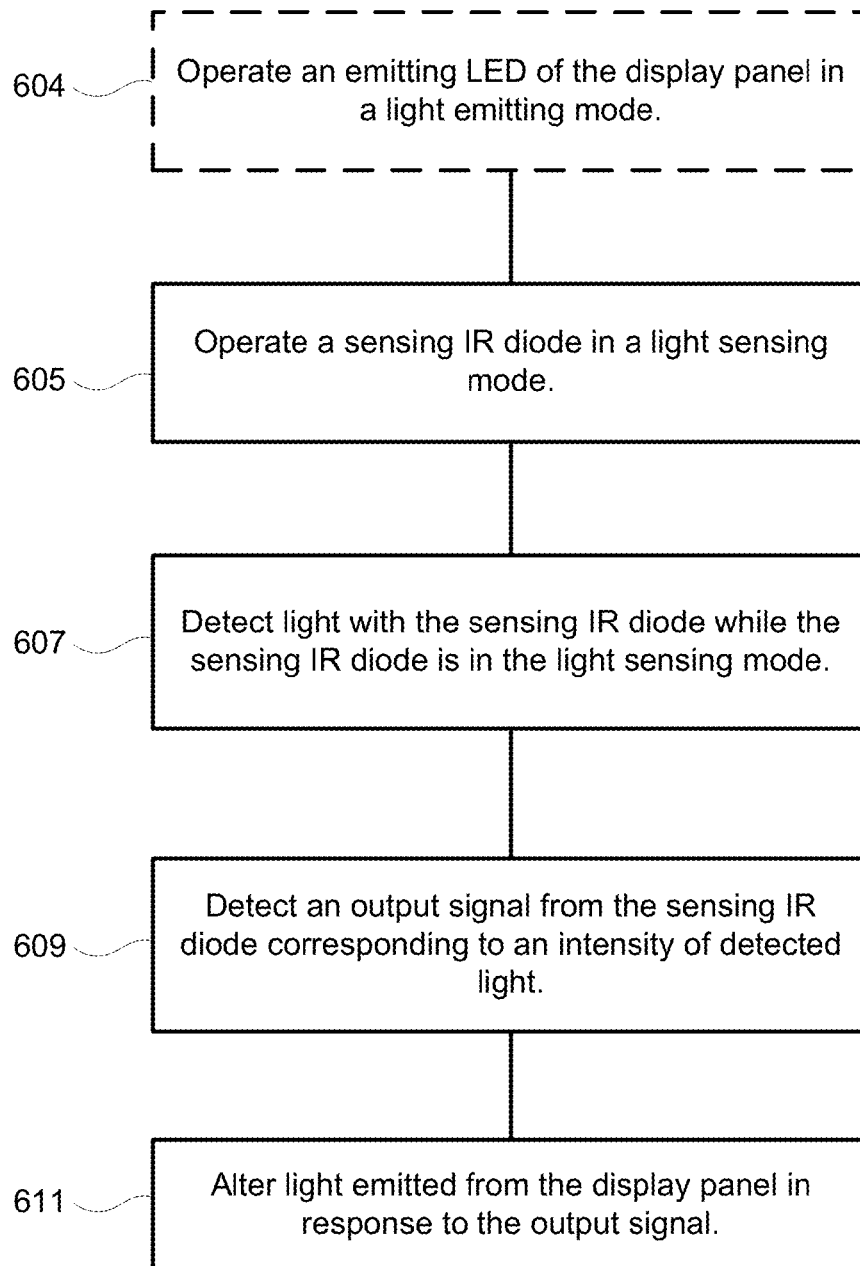 604
Operate an emitting LED of the display panel in
a light emitting mode.
605
Operate a sensing IR diode in a light sensing
mode.
607
Detect light with the sensing IR diode while the
sensing IR diode is in the light sensing mode.
609
Detect an output signal from the sensing IR
diode corresponding to an intensity of detected
light.
611
Alter light emitted from the display panel in
response to the output signal.